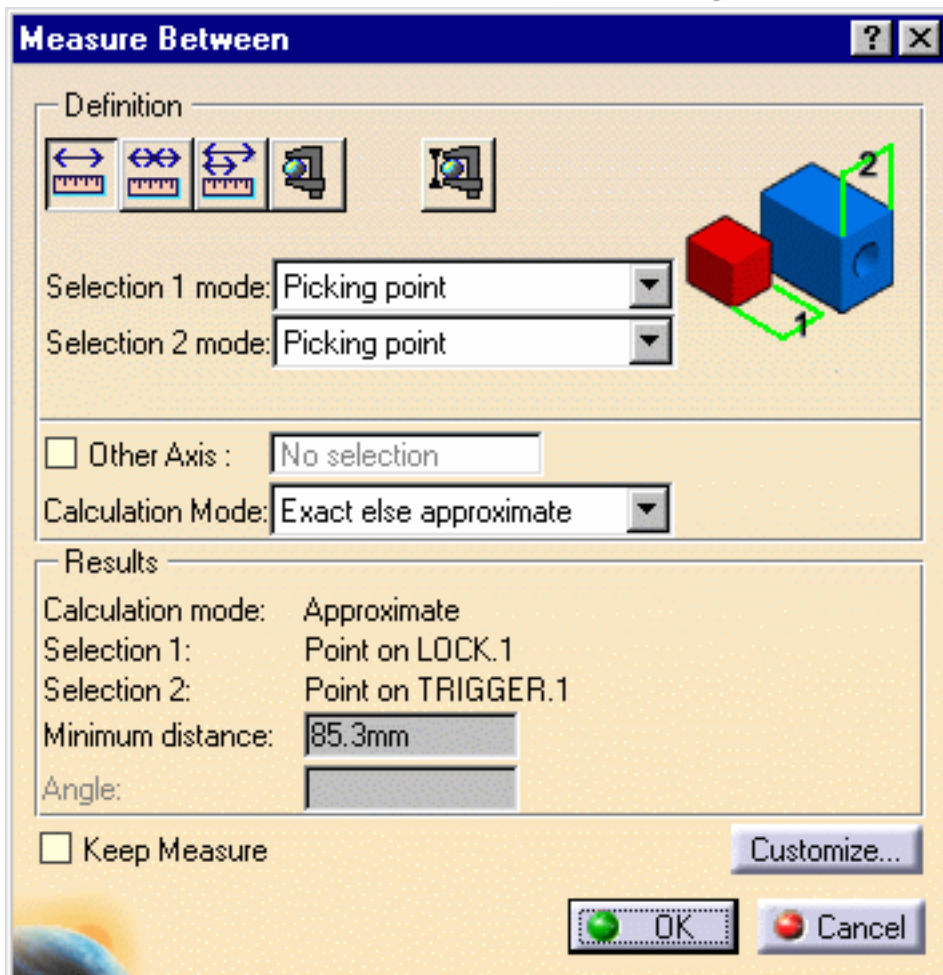 Measure Between
Definition
2
1
Selection 1 mode: Picking point
Selection 2 mode: Picking point
Other Axis : No selection
Calculation Mode: Exact else approximate
Results
Calculation mode: Approximate
Selection 1: Point on LOCK.1
Selection 2: Point on TRIGGER.1
Minimum distance: 85.3mm
Angle:
Keep Measure
Customize...
OK
Cancel